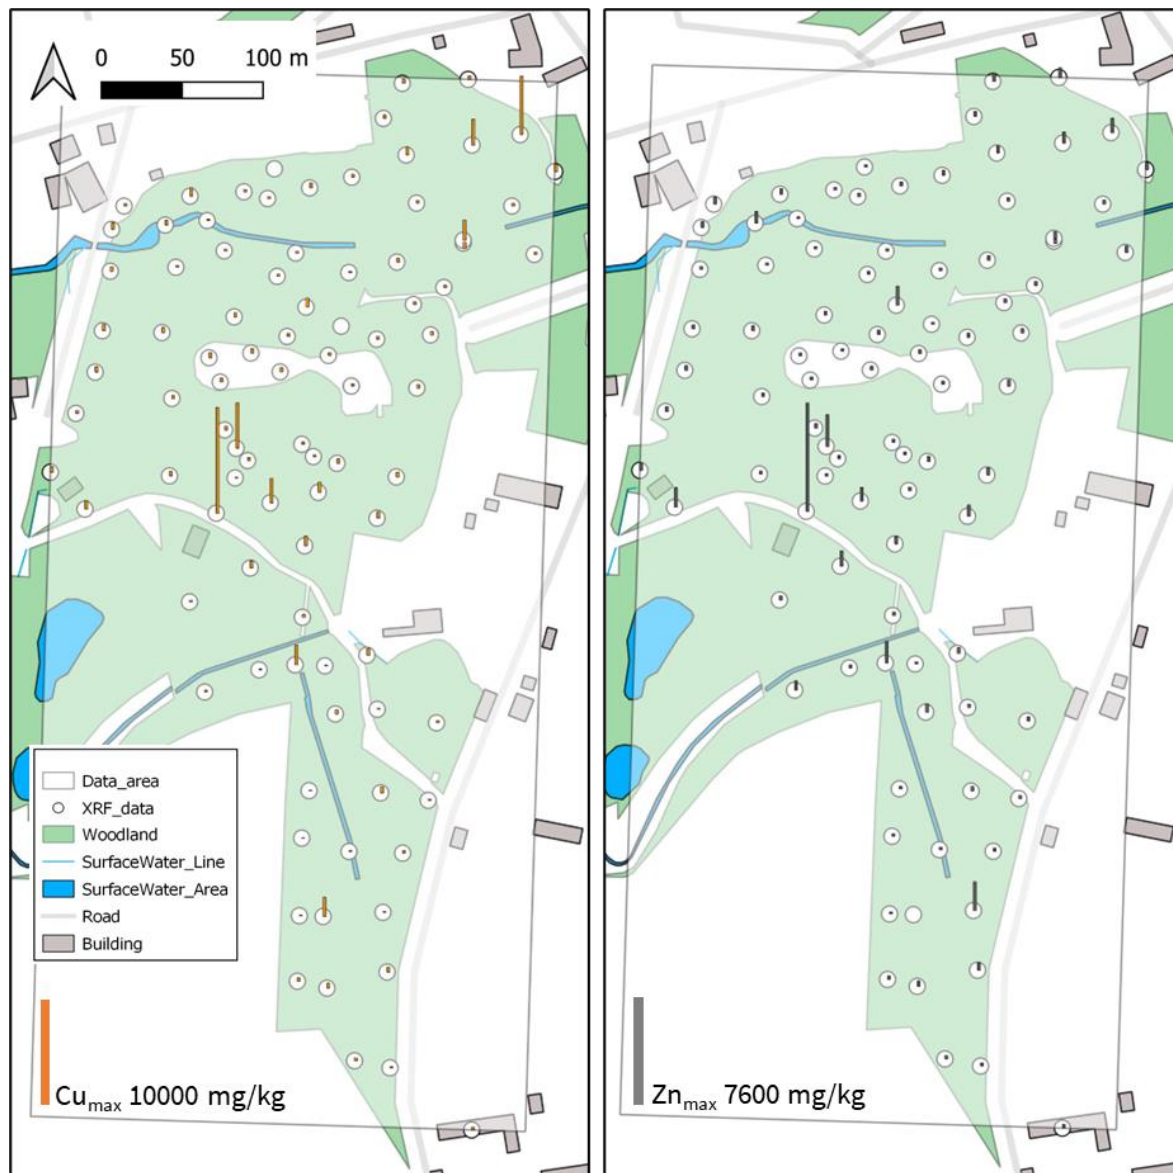 0 50 100 m
Data_area
XRF_data
Woodland
SurfaceWater_Line
SurfaceWater_Area
Road
Building
Cumax 10000 mg/kg
Znmax 7600 mg/kg